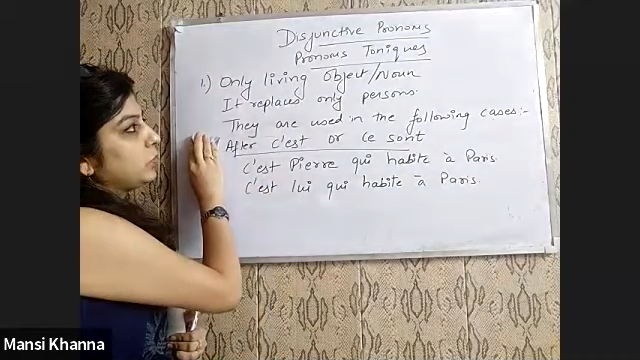 Disjunctive Pronoms
Pronoms Toniques
1.) Only living Object/Noun
It replaces only persons.
They are used in the following cases:-
After c'est or ce sont
c'est Pierre qui habite à Paris.
c'est lui qui habite à Paris.
Mansi Khanna